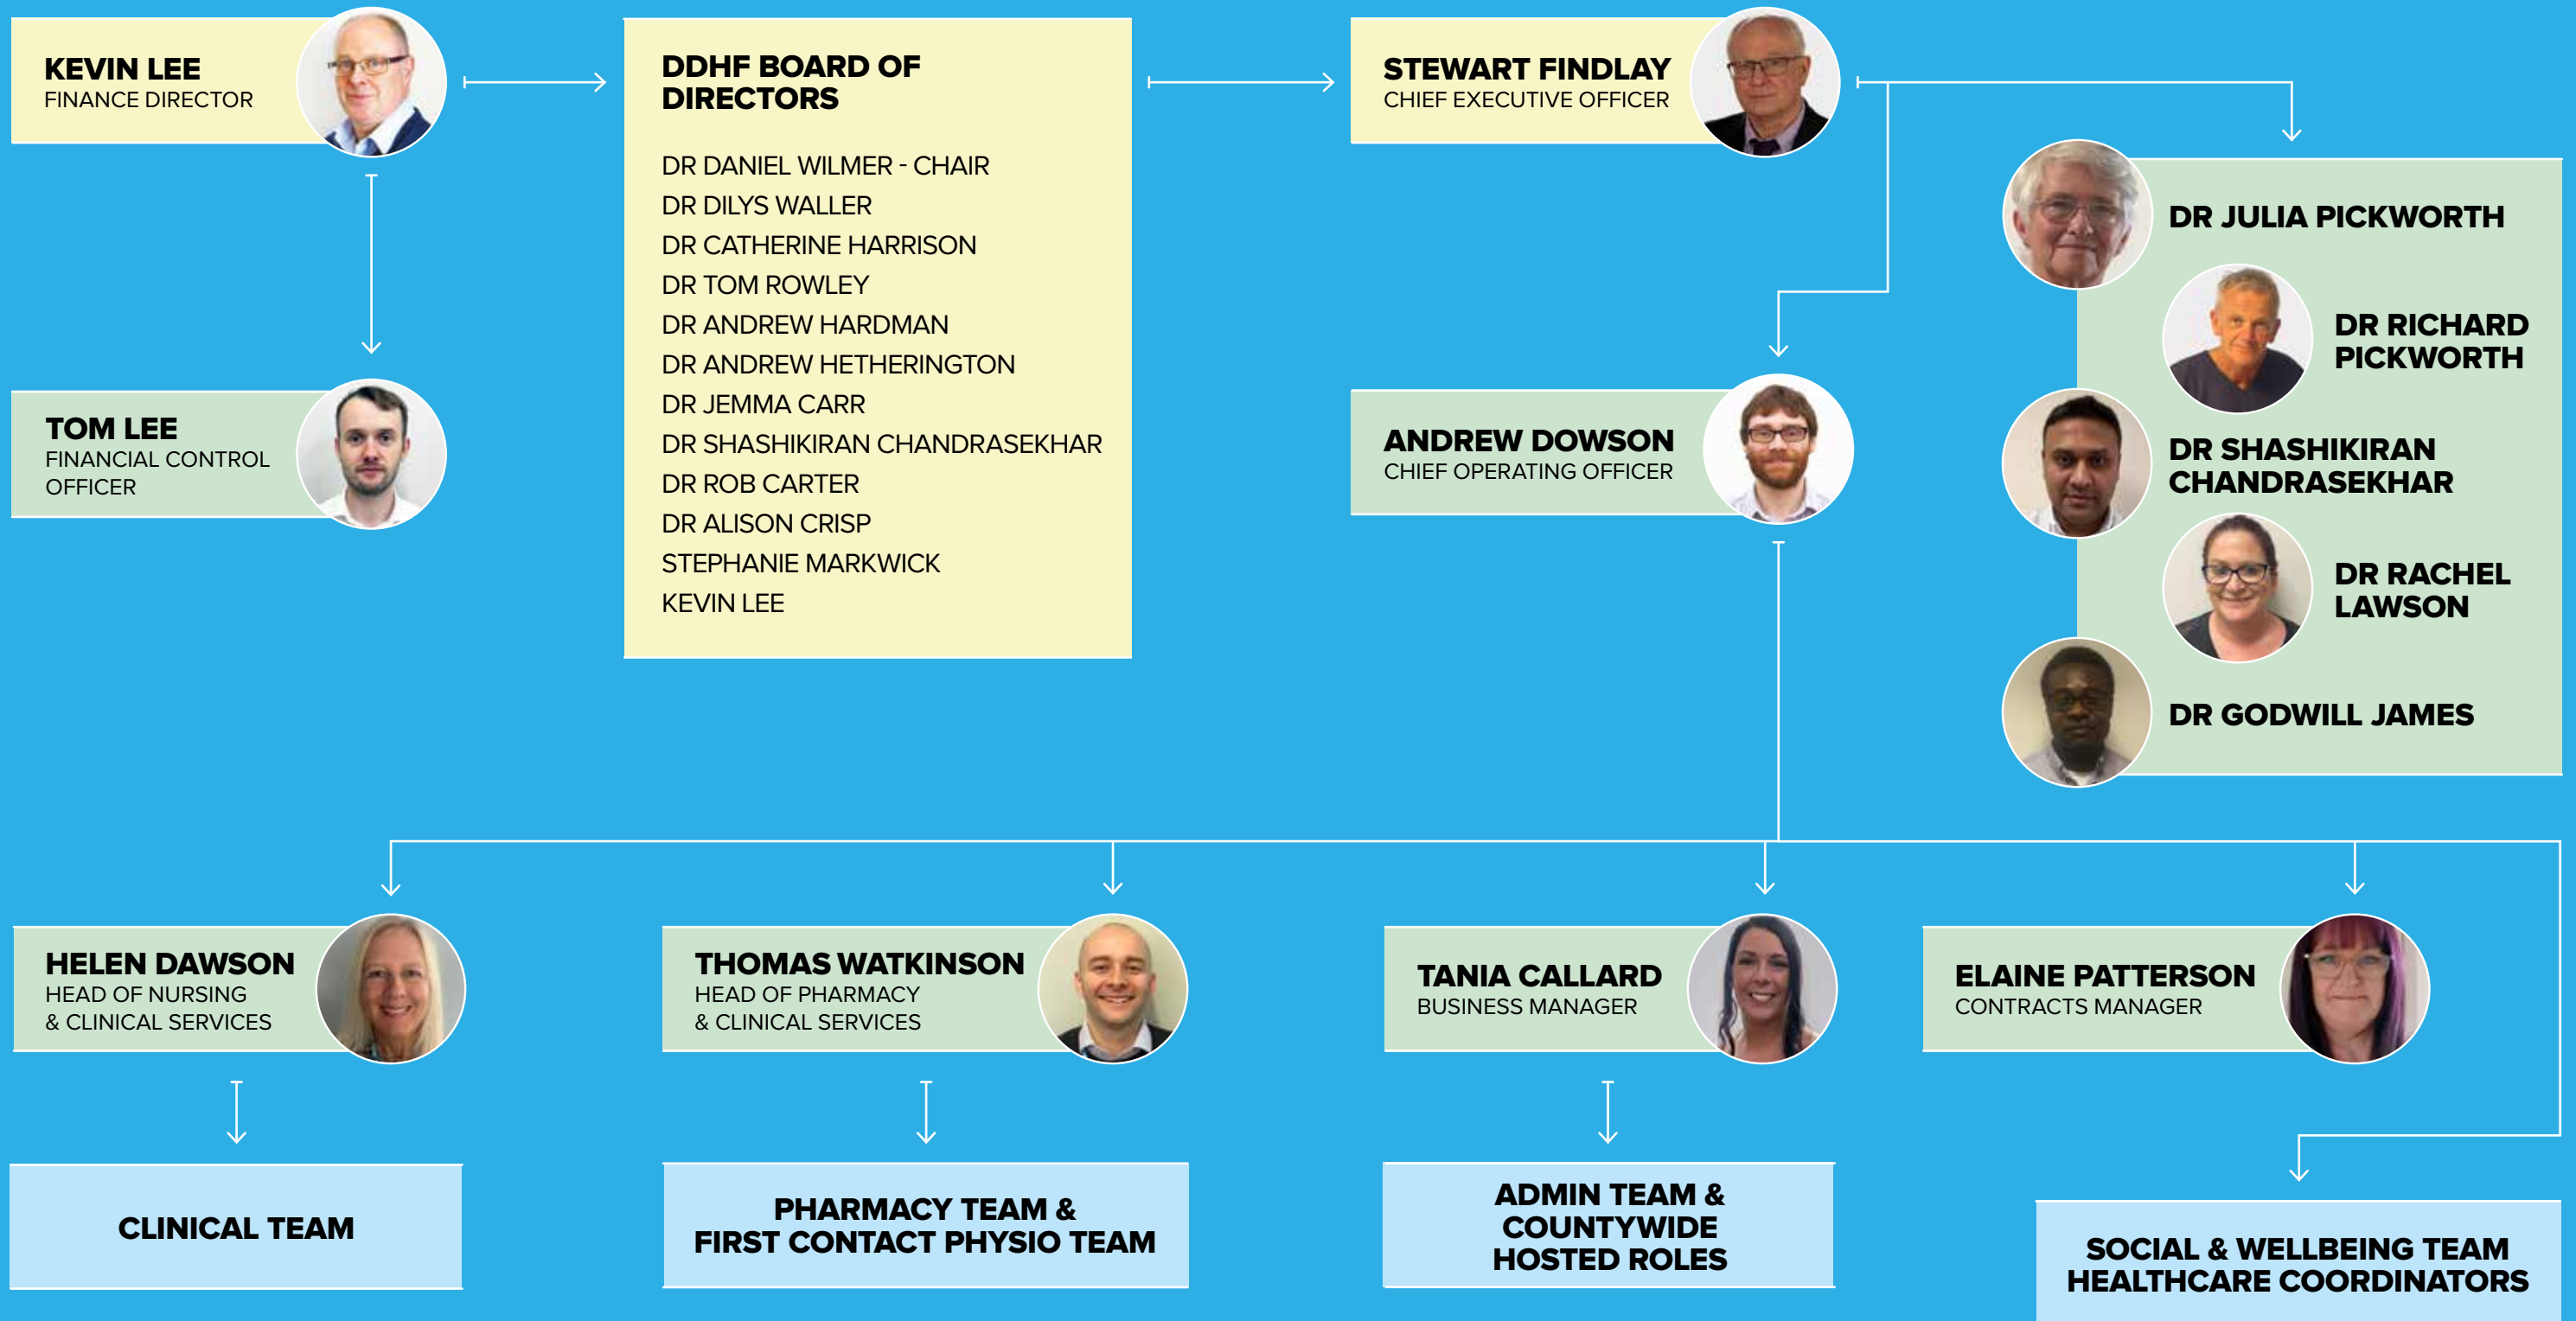 KEVIN LEE
FINANCE DIRECTOR
DDHF BOARD OF
DIRECTORS
DR DANIEL WILMER - CHAIR
DR DILYS WALLER
DR CATHERINE HARRISON
DR TOM ROWLEY
DR ANDREW HARDMAN
DR ANDREW HETHERINGTON
DR JEMMA CARR
DR SHASHIKIRAN CHANDRASEKHAR
DR ROB CARTER
DR ALISON CRISP
STEPHANIE MARKWICK
KEVIN LEE
STEWART FINDLAY
CHIEF EXECUTIVE OFFICER
DR JULIA PICKWORTH
DR RICHARD
PICKWORTH
DR SHASHIKIRAN
CHANDRASEKHAR
DR RACHEL
LAWSON
DR GODWILL JAMES
TOM LEE
FINANCIAL CONTROL
OFFICER
ANDREW DOWSON
CHIEF OPERATING OFFICER
HELEN DAWSON
HEAD OF NURSING
& CLINICAL SERVICES
THOMAS WATKINSON
HEAD OF PHARMACY
& CLINICAL SERVICES
TANIA CALLARD
BUSINESS MANAGER
ELAINE PATTERSON
CONTRACTS MANAGER
CLINICAL TEAM
PHARMACY TEAM &
FIRST CONTACT PHYSIO TEAM
ADMIN TEAM &
COUNTYWIDE
HOSTED ROLES
SOCIAL & WELLBEING TEAM
HEALTHCARE COORDINATORS